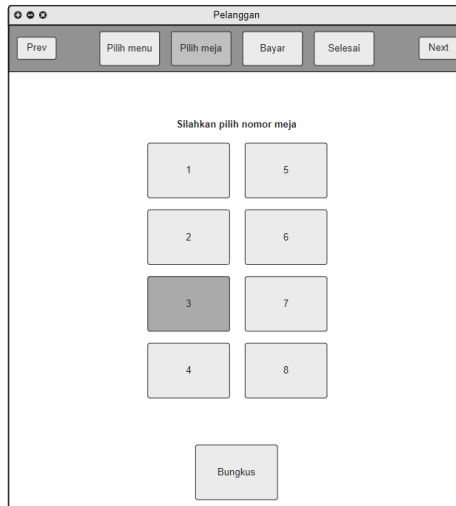 Pelanggan
Prev Pilih menu Pilih meja Bayar Selesai Next
Silahkan pilih nomor meja
1 5
2 6
3 7
4 8
Bungkus